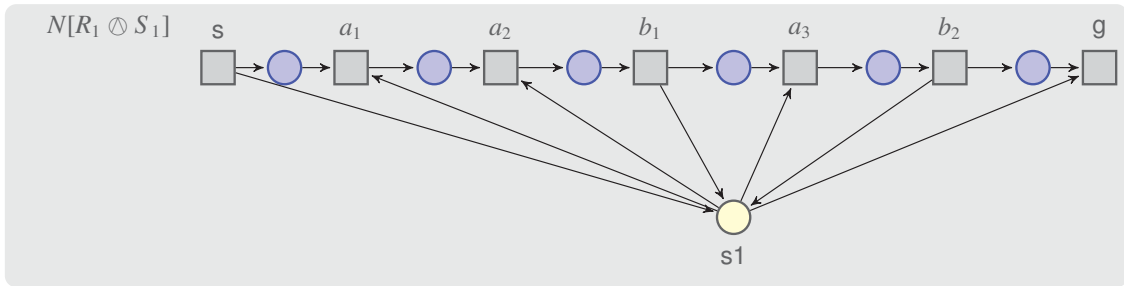 N[R₁ ⊘ S₁] s a₁ a₂ b₁ a₃ b₂ g
s1